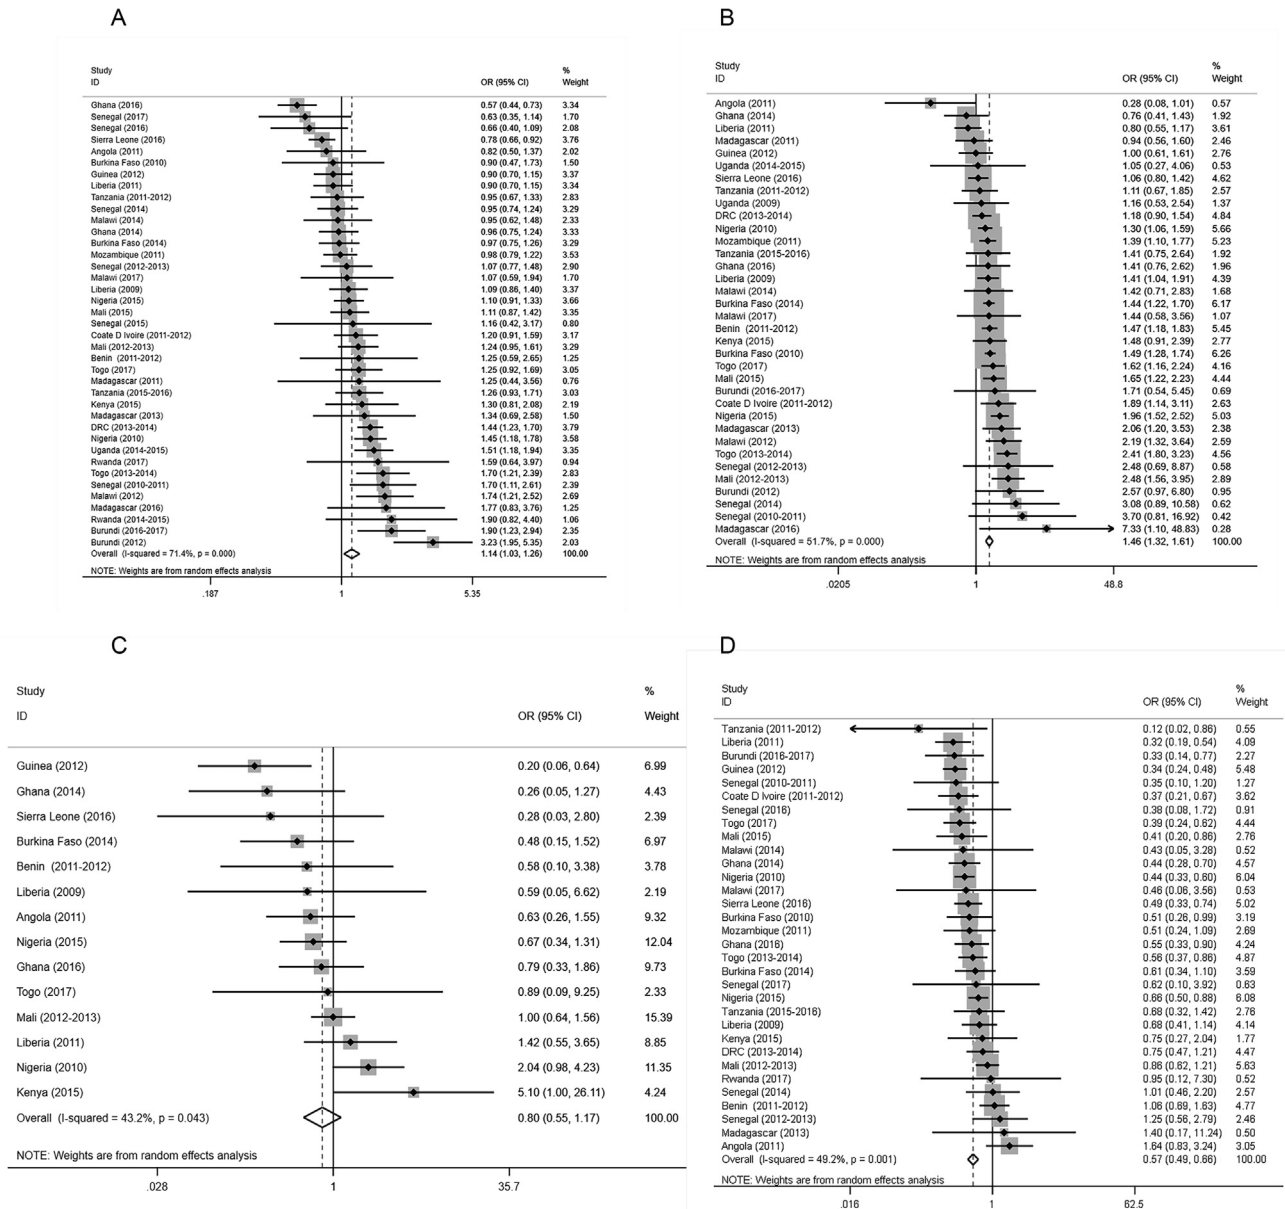 A
Study %
ID OR (95% CI) Weight
Ghana (2016) 0.57 (0.44, 0.73) 3.34
Senegal (2017) 0.63 (0.35, 1.14) 1.70
Senegal (2016) 0.66 (0.40, 1.09) 2.08
Sierra Leone (2016) 0.78 (0.66, 0.92) 3.76
Angola (2011) 0.82 (0.50, 1.37) 2.02
Burkina Faso (2010) 0.90 (0.47, 1.73) 1.50
Guinea (2012) 0.90 (0.70, 1.15) 3.37
Liberia (2011) 0.90 (0.70, 1.15) 3.34
Tanzania (2011-2012) 0.95 (0.67, 1.33) 2.83
Senegal (2014) 0.95 (0.74, 1.24) 3.29
Malawi (2014) 0.95 (0.62, 1.48) 2.33
Ghana (2014) 0.96 (0.75, 1.24) 3.33
Burkina Faso (2014) 0.97 (0.75, 1.26) 3.29
Mozambique (2011) 0.98 (0.79, 1.22) 3.53
Senegal (2012-2013) 1.07 (0.77, 1.48) 2.90
Malawi (2017) 1.07 (0.59, 1.94) 1.70
Liberia (2009) 1.09 (0.86, 1.40) 3.37
Nigeria (2015) 1.10 (0.91, 1.33) 3.66
Mali (2015) 1.11 (0.87, 1.42) 3.35
Senegal (2015) 1.16 (0.42, 3.17) 0.80
Coate D Ivoire (2011-2012) 1.20 (0.91, 1.59) 3.17
Mali (2012-2013) 1.24 (0.95, 1.61) 3.29
Benin (2011-2012) 1.25 (0.59, 2.65) 1.25
Togo (2017) 1.25 (0.92, 1.69) 3.05
Madagascar (2011) 1.25 (0.44, 3.56) 0.76
Tanzania (2015-2016) 1.26 (0.93, 1.71) 3.03
Kenya (2015) 1.30 (0.81, 2.08) 2.19
Madagascar (2013) 1.34 (0.69, 2.58) 1.50
DRC (2013-2014) 1.44 (1.23, 1.70) 3.79
Nigeria (2010) 1.45 (1.18, 1.78) 3.58
Uganda (2014-2015) 1.51 (1.18, 1.94) 3.35
Rwanda (2017) 1.59 (0.64, 3.97) 0.94
Togo (2013-2014) 1.70 (1.21, 2.39) 2.83
Senegal (2010-2011) 1.70 (1.11, 2.61) 2.39
Malawi (2012) 1.74 (1.21, 2.52) 2.69
Madagascar (2016) 1.77 (0.83, 3.76) 1.25
Rwanda (2014-2015) 1.90 (0.82, 4.40) 1.06
Burundi (2016-2017) 1.90 (1.23, 2.94) 2.35
Burundi (2012) 3.23 (1.95, 5.35) 2.03
Overall (I-squared = 71.4%, p = 0.000) 1.14 (1.03, 1.26) 100.00
NOTE: Weights are from random effects analysis
.187 1 5.35
B
Study %
ID OR (95% CI) Weight
Angola (2011) 0.28 (0.08, 1.01) 0.57
Ghana (2014) 0.76 (0.41, 1.43) 1.92
Liberia (2011) 0.80 (0.55, 1.17) 3.61
Madagascar (2011) 0.94 (0.56, 1.60) 2.46
Guinea (2012) 1.00 (0.61, 1.61) 2.76
Uganda (2014-2015) 1.05 (0.27, 4.06) 0.53
Sierra Leone (2016) 1.06 (0.80, 1.42) 4.62
Tanzania (2011-2012) 1.11 (0.67, 1.85) 2.57
Uganda (2009) 1.16 (0.53, 2.54) 1.37
DRC (2013-2014) 1.18 (0.90, 1.54) 4.84
Nigeria (2010) 1.30 (1.06, 1.59) 5.66
Mozambique (2011) 1.39 (1.10, 1.77) 5.23
Tanzania (2015-2016) 1.41 (0.75, 2.64) 1.92
Ghana (2016) 1.41 (0.76, 2.62) 1.96
Liberia (2009) 1.41 (1.04, 1.91) 4.39
Malawi (2014) 1.42 (0.71, 2.83) 1.68
Burkina Faso (2014) 1.44 (1.22, 1.70) 6.17
Malawi (2017) 1.44 (0.58, 3.56) 1.07
Benin (2011-2012) 1.47 (1.18, 1.83) 5.45
Kenya (2015) 1.48 (0.91, 2.39) 2.77
Burkina Faso (2010) 1.49 (1.28, 1.74) 6.26
Togo (2017) 1.62 (1.16, 2.24) 4.16
Mali (2015) 1.65 (1.22, 2.23) 4.44
Burundi (2016-2017) 1.71 (0.54, 5.45) 0.69
Coate D Ivoire (2011-2012) 1.89 (1.14, 3.11) 2.63
Nigeria (2015) 1.96 (1.52, 2.52) 5.03
Madagascar (2013) 2.06 (1.20, 3.53) 2.38
Malawi (2012) 2.19 (1.32, 3.64) 2.59
Togo (2013-2014) 2.41 (1.80, 3.23) 4.56
Senegal (2012-2013) 2.48 (0.69, 8.87) 0.58
Mali (2012-2013) 2.48 (1.56, 3.95) 2.89
Burundi (2012) 2.57 (0.97, 6.80) 0.95
Senegal (2014) 3.08 (0.89, 10.58) 0.62
Senegal (2010-2011) 3.70 (0.81, 16.92) 0.42
Madagascar (2016) 7.33 (1.10, 48.83) 0.28
Overall (I-squared = 51.7%, p = 0.000) 1.46 (1.32, 1.61) 100.00
NOTE: Weights are from random effects analysis
.0205 1 48.8
C
Study %
ID OR (95% CI) Weight
Guinea (2012) 0.20 (0.06, 0.64) 6.99
Ghana (2014) 0.26 (0.05, 1.27) 4.43
Sierra Leone (2016) 0.28 (0.03, 2.80) 2.39
Burkina Faso (2014) 0.48 (0.15, 1.52) 6.97
Benin (2011-2012) 0.58 (0.10, 3.38) 3.78
Liberia (2009) 0.59 (0.05, 6.62) 2.19
Angola (2011) 0.63 (0.26, 1.55) 9.32
Nigeria (2015) 0.67 (0.34, 1.31) 12.04
Ghana (2016) 0.79 (0.33, 1.86) 9.73
Togo (2017) 0.89 (0.09, 9.25) 2.33
Mali (2012-2013) 1.00 (0.64, 1.56) 15.39
Liberia (2011) 1.42 (0.55, 3.65) 8.85
Nigeria (2010) 2.04 (0.98, 4.23) 11.35
Kenya (2015) 5.10 (1.00, 26.11) 4.24
Overall (I-squared = 43.2%, p = 0.043) 0.80 (0.55, 1.17) 100.00
NOTE: Weights are from random effects analysis
.028 1 35.7
D
Study %
ID OR (95% CI) Weight
Tanzania (2011-2012) 0.12 (0.02, 0.86) 0.55
Liberia (2011) 0.32 (0.19, 0.54) 4.09
Burundi (2016-2017) 0.33 (0.14, 0.77) 2.27
Guinea (2012) 0.34 (0.24, 0.48) 5.48
Senegal (2010-2011) 0.35 (0.10, 1.20) 1.27
Coate D Ivoire (2011-2012) 0.37 (0.21, 0.67) 3.62
Senegal (2016) 0.38 (0.08, 1.72) 0.91
Togo (2017) 0.39 (0.24, 0.62) 4.44
Mali (2015) 0.41 (0.20, 0.86) 2.76
Malawi (2014) 0.43 (0.05, 3.28) 0.52
Ghana (2014) 0.44 (0.28, 0.70) 4.57
Nigeria (2010) 0.44 (0.33, 0.60) 6.04
Malawi (2017) 0.46 (0.06, 3.56) 0.53
Sierra Leone (2016) 0.49 (0.33, 0.74) 5.02
Burkina Faso (2010) 0.51 (0.26, 0.99) 3.19
Mozambique (2011) 0.51 (0.24, 1.09) 2.69
Ghana (2016) 0.55 (0.33, 0.90) 4.24
Togo (2013-2014) 0.56 (0.37, 0.86) 4.87
Burkina Faso (2014) 0.61 (0.34, 1.10) 3.59
Senegal (2017) 0.62 (0.10, 3.92) 0.63
Nigeria (2015) 0.66 (0.50, 0.88) 6.08
Tanzania (2015-2016) 0.68 (0.32, 1.42) 2.76
Liberia (2009) 0.68 (0.41, 1.14) 4.14
Kenya (2015) 0.75 (0.27, 2.04) 1.77
DRC (2013-2014) 0.75 (0.47, 1.21) 4.47
Mali (2012-2013) 0.86 (0.62, 1.21) 5.63
Rwanda (2017) 0.95 (0.12, 7.30) 0.52
Senegal (2014) 1.01 (0.46, 2.20) 2.57
Benin (2011-2012) 1.06 (0.69, 1.63) 4.77
Senegal (2012-2013) 1.25 (0.56, 2.79) 2.46
Madagascar (2013) 1.40 (0.17, 11.24) 0.50
Angola (2011) 1.64 (0.83, 3.24) 3.05
Overall (I-squared = 49.2%, p = 0.001) 0.57 (0.49, 0.66) 100.00
NOTE: Weights are from random effects analysis
.016 1 62.5